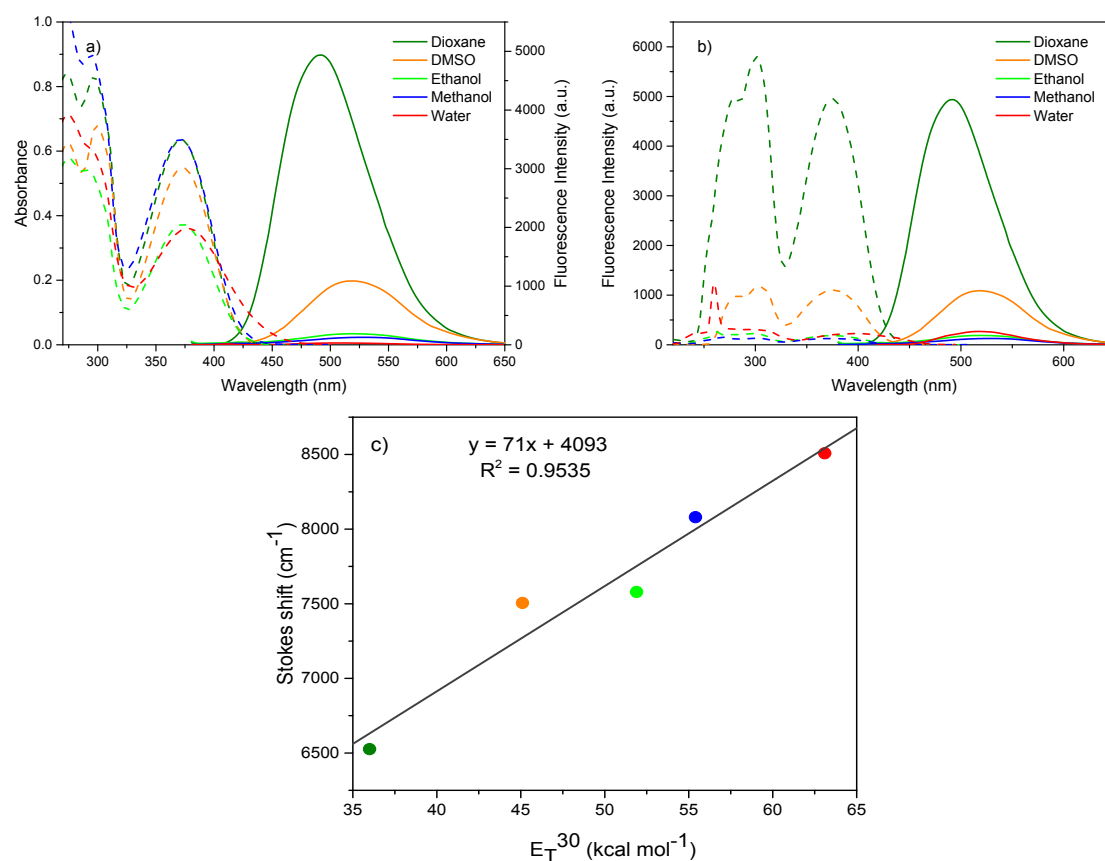 a)
Dioxane
DMSO
Ethanol
Methanol
Water
1.0
0.8
0.6
0.4
0.2
0.0
Absorbance
5000
4000
3000
2000
1000
0
Fluorescence Intensity (a.u.)
300 350 400 450 500 550 600 650
Wavelength (nm)
b)
Dioxane
DMSO
Ethanol
Methanol
Water
6000
5000
4000
3000
2000
1000
0
Fluorescence Intensity (a.u.)
300 400 500 600
Wavelength (nm)
c)
y = 71x + 4093
R² = 0.9535
8500
8000
7500
7000
6500
Stokes shift (cm⁻¹)
35 40 45 50 55 60 65
E_T³⁰ (kcal mol⁻¹)